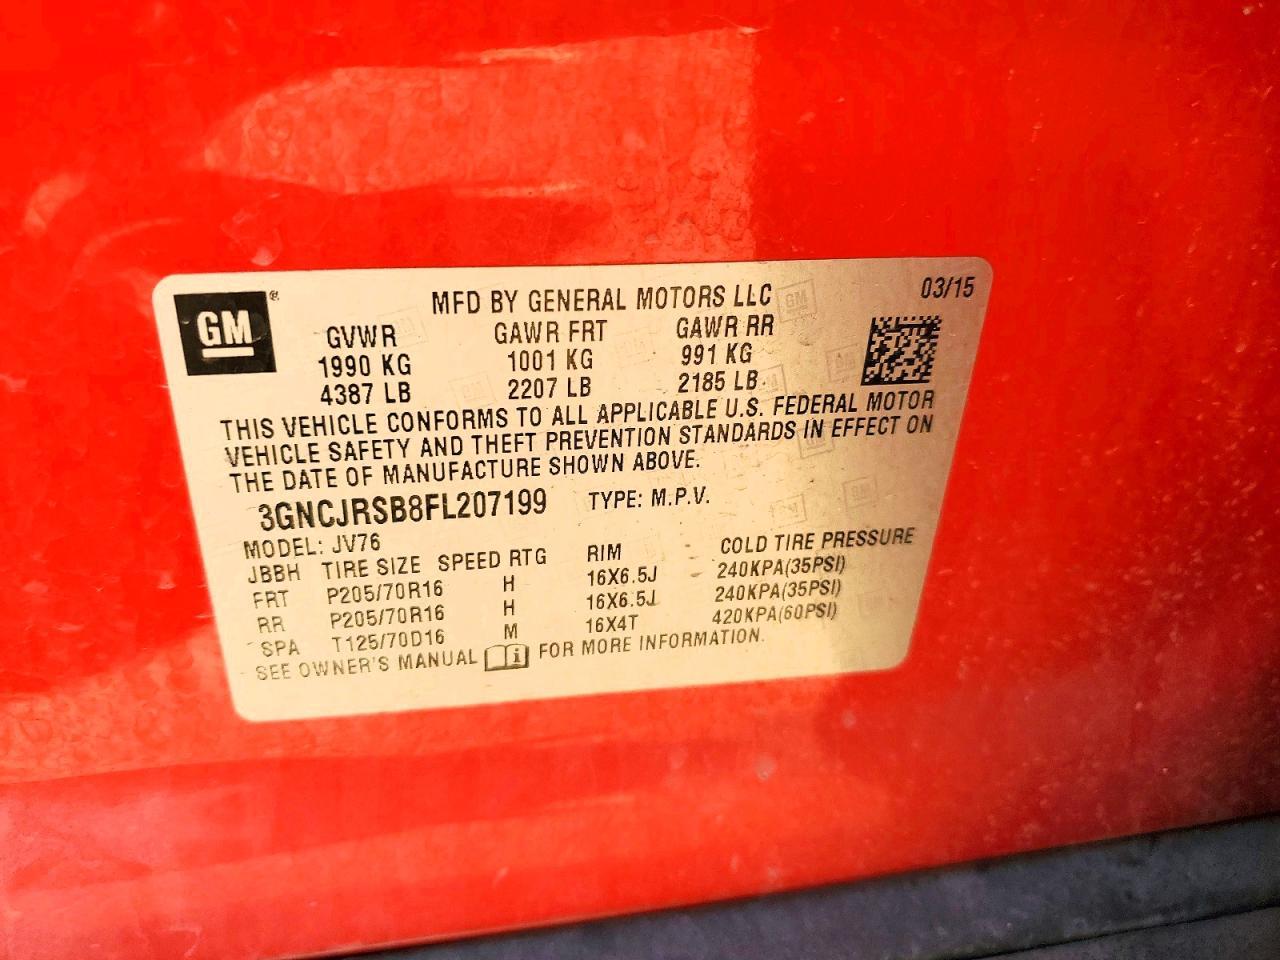 GM®
MFD BY GENERAL MOTORS LLC 03/15
GVWR GAWR FRT GAWR RR
1990 KG 1001 KG 991 KG
4387 LB 2207 LB 2185 LB
THIS VEHICLE CONFORMS TO ALL APPLICABLE U.S. FEDERAL MOTOR
VEHICLE SAFETY AND THEFT PREVENTION STANDARDS IN EFFECT ON
THE DATE OF MANUFACTURE SHOWN ABOVE.
3GNCJRSB8FL207199 TYPE: M.P.V.
MODEL: JV76
JBBH TIRE SIZE SPEED RTG RIM COLD TIRE PRESSURE
FRT P205/70R16 H 16X6.5J 240KPA(35PSI)
RR P205/70R16 H 16X6.5J 240KPA(35PSI)
SPA T125/70D16 M 16X4T 420KPA(60PSI)
SEE OWNER'S MANUAL i FOR MORE INFORMATION.